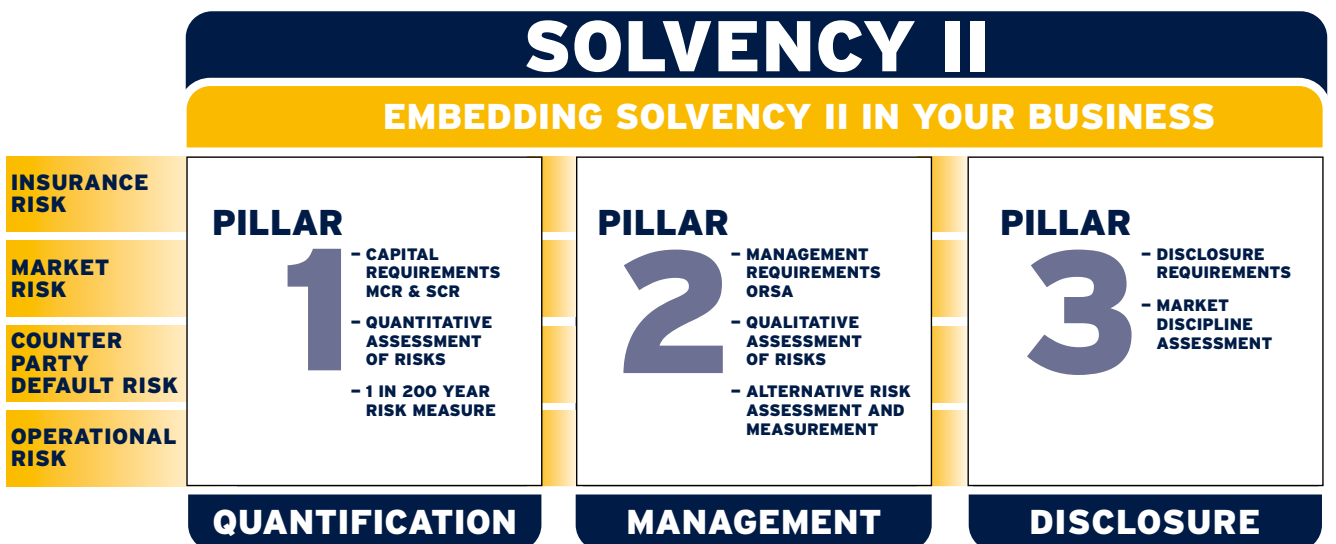 SOLVENCY II
EMBEDDING SOLVENCY II IN YOUR BUSINESS
INSURANCE
RISK
MARKET
RISK
COUNTER
PARTY
DEFAULT RISK
OPERATIONAL
RISK
PILLAR
1
– CAPITAL
REQUIREMENTS
MCR & SCR
– QUANTITATIVE
ASSESSMENT
OF RISKS
– 1 IN 200 YEAR
RISK MEASURE
QUANTIFICATION
PILLAR
2
– MANAGEMENT
REQUIREMENTS
ORSA
– QUALITATIVE
ASSESSMENT
OF RISKS
– ALTERNATIVE RISK
ASSESSMENT AND
MEASUREMENT
MANAGEMENT
PILLAR
3
– DISCLOSURE
REQUIREMENTS
– MARKET
DISCIPLINE
ASSESSMENT
DISCLOSURE